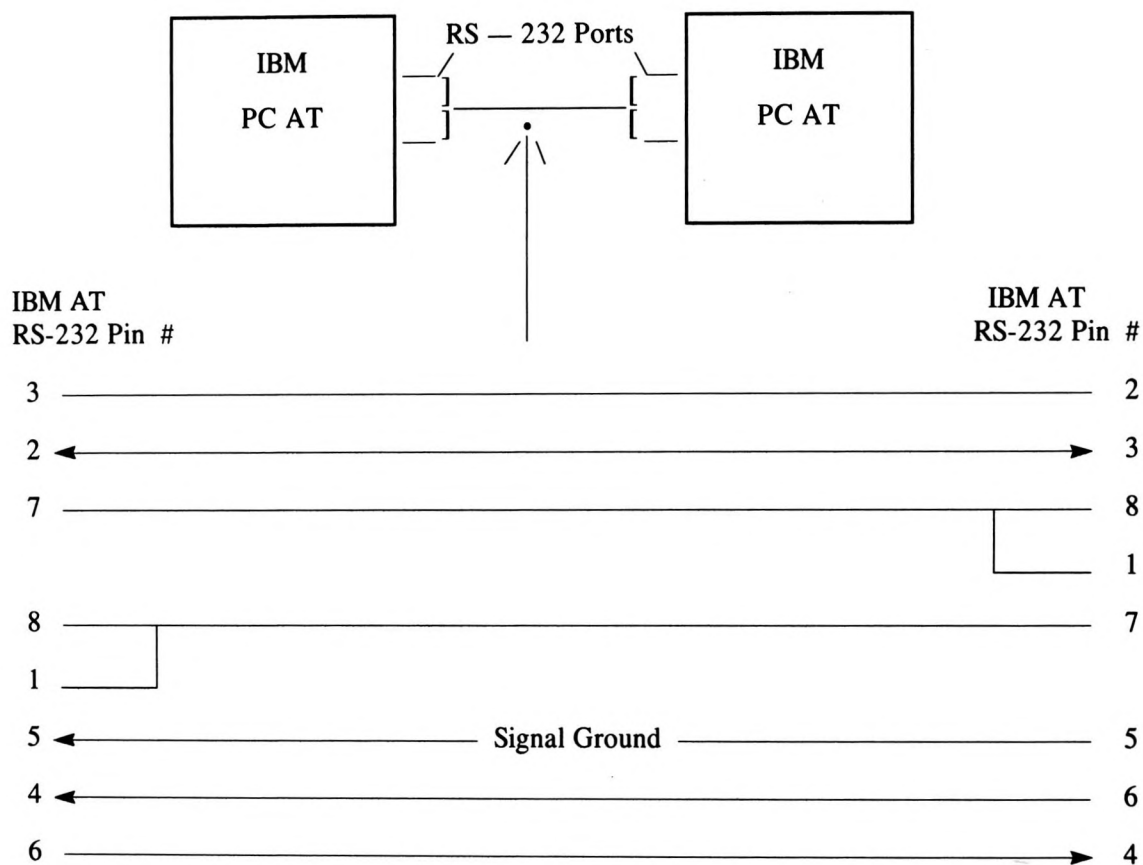 RS — 232 Ports
IBM
PC AT
IBM
PC AT
IBM AT
RS-232 Pin #
IBM AT
RS-232 Pin #
3 2
2 3
7 8
1
8 7
1
5 Signal Ground 5
4 6
6 4